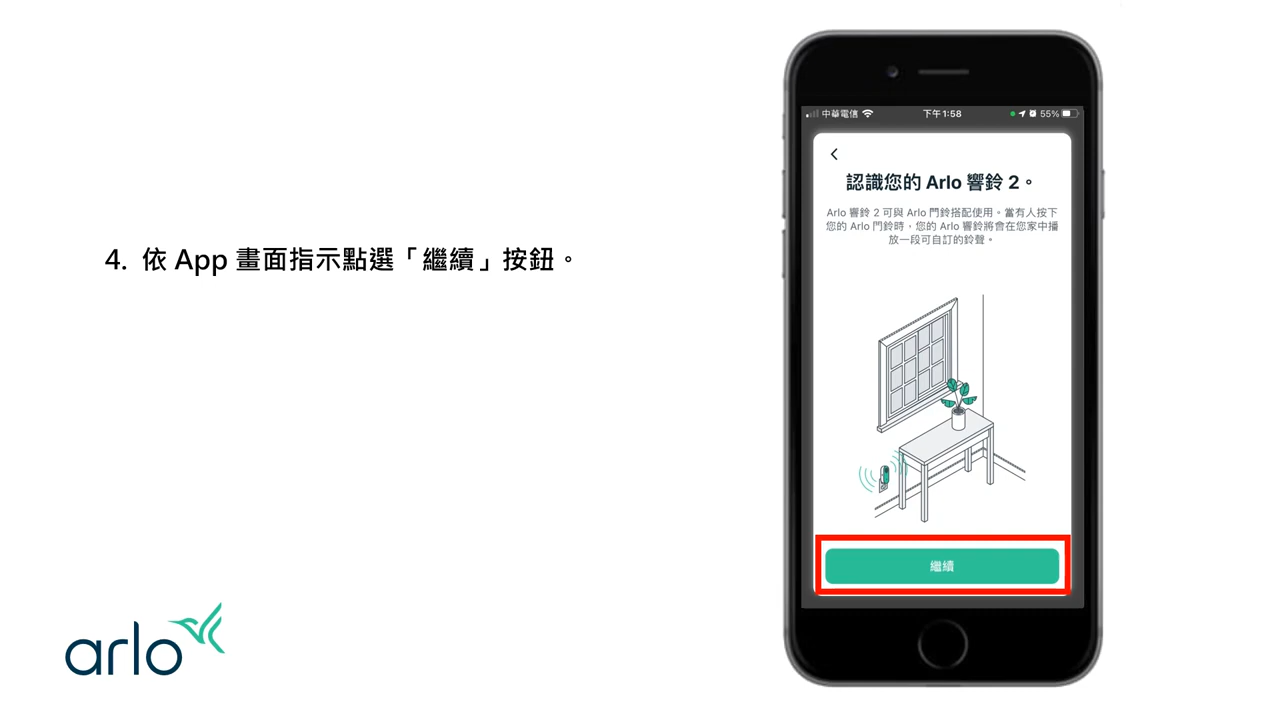 4. 依 App 畫面指示點選「繼續」按鈕。
arlo
中華電信
下午1:58
55%
認識您的 Arlo 響鈴 2。
Arlo 響鈴 2 可與 Arlo 門鈴搭配使用。當有人按下
您的 Arlo 門鈴時，您的 Arlo 響鈴將會在您家中播
放一段可自訂的鈴聲。
繼續